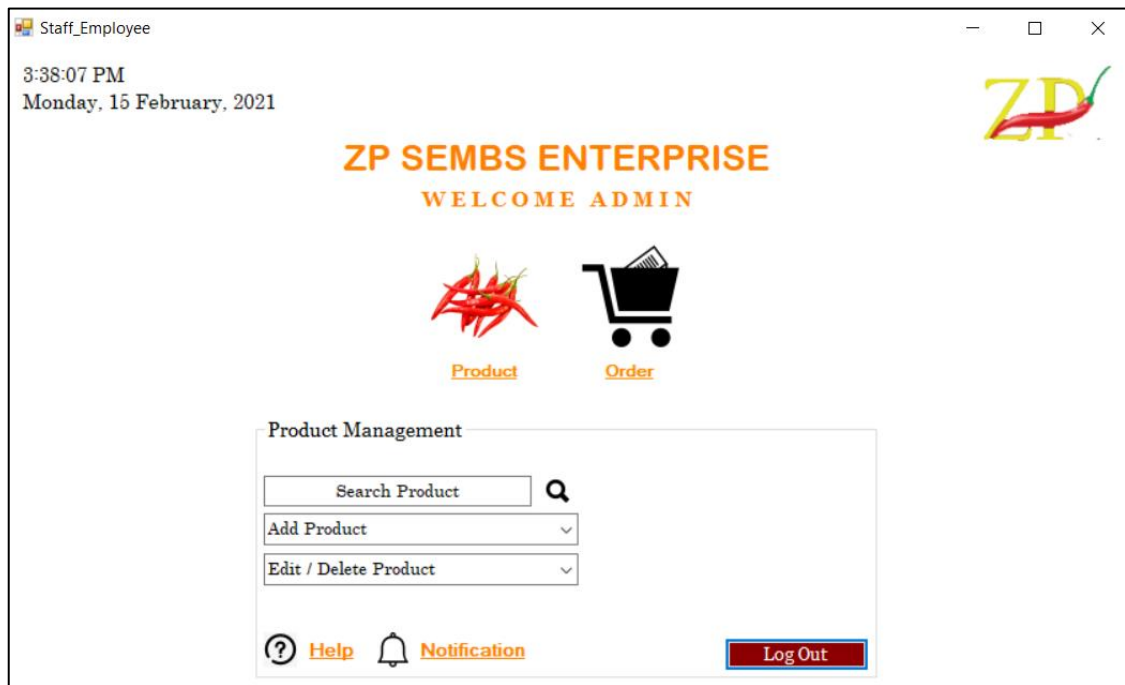 Staff_Employee
3:38:07 PM
Monday, 15 February, 2021
ZP
ZP SEMBS ENTERPRISE
WELCOME ADMIN
Product
Order
Product Management
Search Product
Add Product
Edit / Delete Product
Help
Notification
Log Out